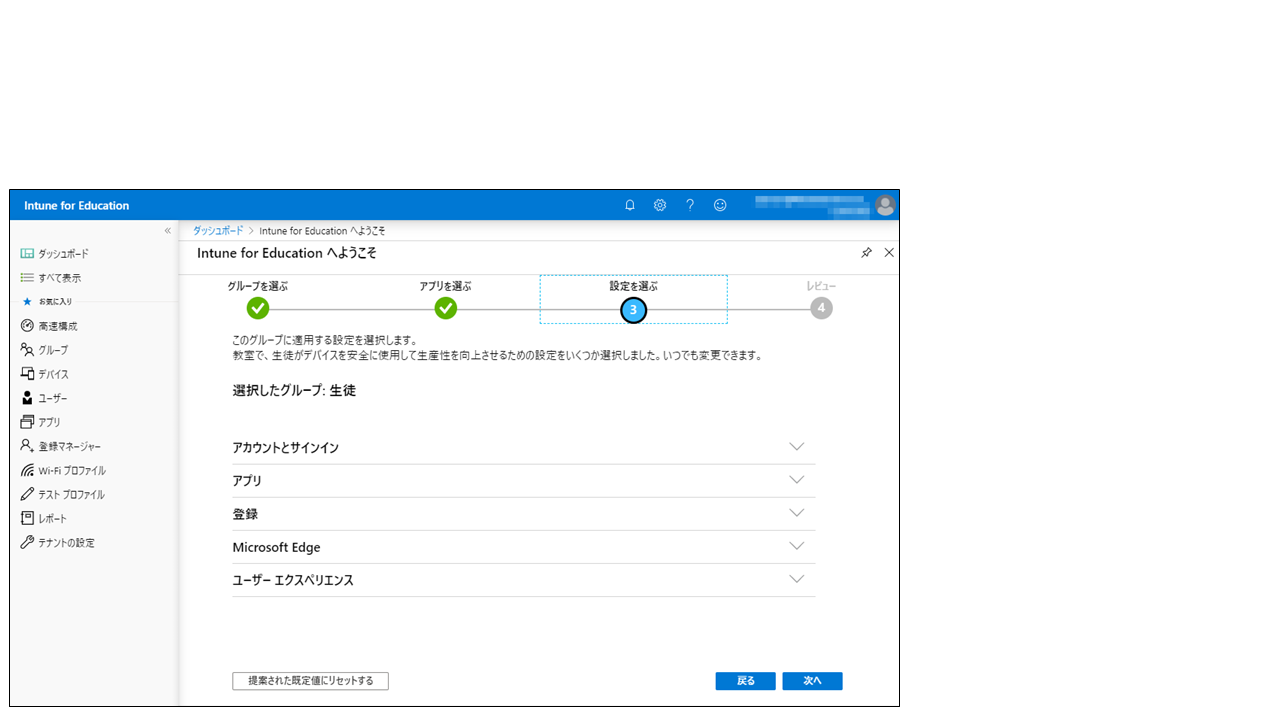 Intune for Education
ダッシュボード > Intune for Education へようこそ
Intune for Education へようこそ
ダッシュボード
すべて表示
お気に入り
高速構成
グループ
デバイス
ユーザー
アプリ
登録マネージャー
Wi-Fi プロファイル
テスト プロファイル
レポート
テナントの設定
グループを選ぶ
アプリを選ぶ
設定を選ぶ
レビュー
3
4
このグループに適用する設定を選択します。
教室で、生徒がデバイスを安全に使用して生産性を向上させるための設定をいくつか選択しました。いつでも変更できます。
選択したグループ: 生徒
アカウントとサインイン
アプリ
登録
Microsoft Edge
ユーザー エクスペリエンス
提案された既定値にリセットする
戻る
次へ